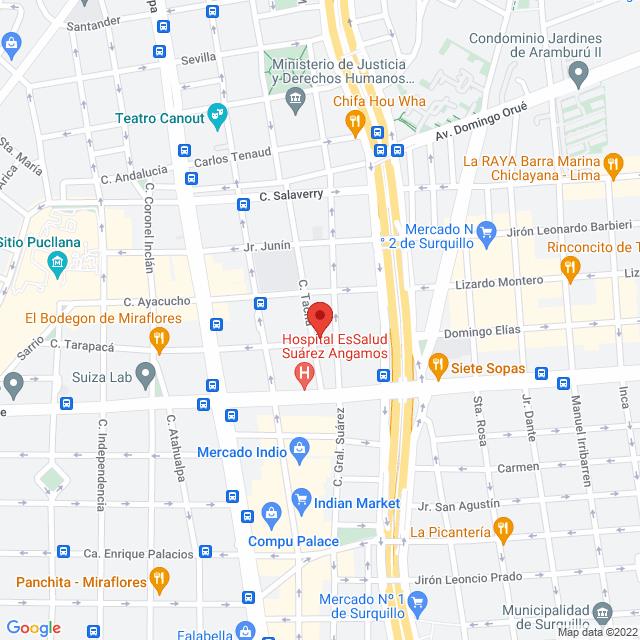 Santander
Sevilla
Condominio Jardines
de Aramburú II
Ministerio de Justicia
y Deechos Humanos...
Chifa Hou Wha
Teatro Canout
Av. Domingo Orué
Sta. María
Carlos Tenaud
C. Andalucia
La RAYA Barra Marina
Chiclayana - Lima
C. Salaverry
C. Coronel Inclán
Sitio Pucllana
Jr. Junín
Mercado N
° 2 de Surquillo
Jirón Leonardo Barbieri
Rinconcito de T
Lizardo Montero
Liza
C. Tacna
C. Ayacucho
El Bodegon de Miraflores
Domingo Elías
Sarrio
C. Tarapacá
Hospital EsSalud
Suárez Angamos
H
Suiza Lab
Siete Sopas
C. Independencia
C. Atahualpa
C. Gral. Suárez
Sta. Rosa
Jr. Dante
Manuel Irribarren
Inca
Mercado Indio
Carmen
Indian Market
Jr. San Agustín
Compu Palace
La Picantería
Ca. Enrique Palacios
Panchita - Miraflores
Jirón Leoncio Prado
Mercado Nº 1
de Surquillo
Municipalidad
de Surquillo
Falabella
Google
Map data ©2022